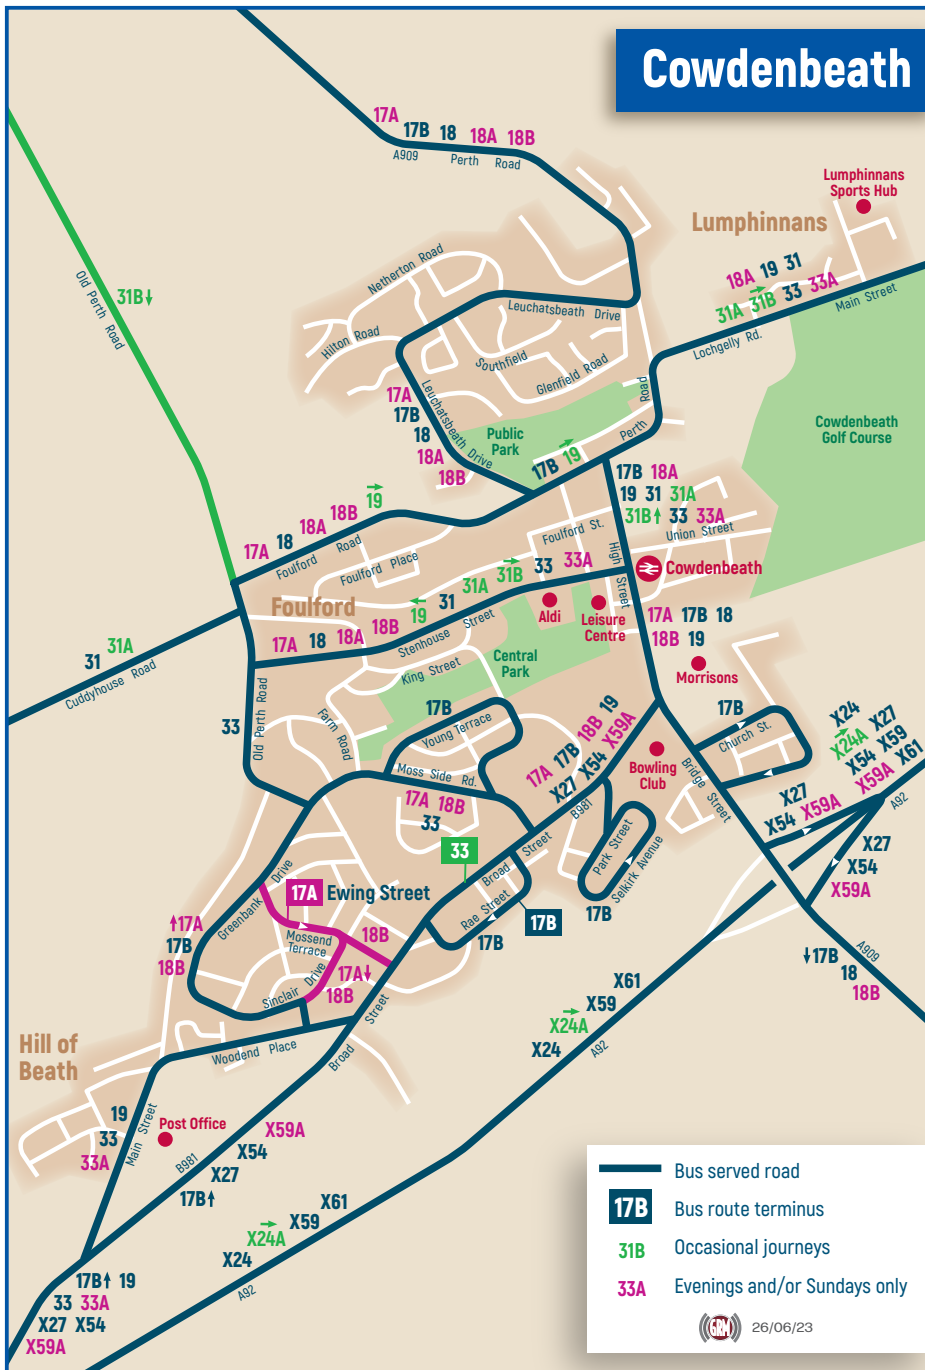 Cowdenbeath
17A
17B 18 18A 18B
A909 Perth Road
Lumphinnans
Sports Hub
Lumphinnans
18A 19 31
31A 31B 33 33A
Main Street
Lochgelly Rd.
Old Perth Road
31B
Netherton Road
Leuchatsbeath Drive
Hilton Road
Southfield
Glenfield Road
Leuchatsbeath Drive
17A
17B
18
18A
18B
Public
Park
Perth Road
17B 19
Cowdenbeath
Golf Course
17B 18A
19 31 31A
31B 33 33A
Union Street
Foulford St.
High Street
17A 18 18A 18B 19
Foulford Road
Foulford Place
31A 31B 33 33A
Cowdenbeath
Foulford
19 31
Aldi
Leisure
Centre
17A 17B 18
18B 19
17A 18 18A 18B
Stenhouse Street
King Street
Central
Park
Morrisons
31 31A
Cuddyhouse Road
33
Old Perth Road
Farm Road
17B
Young Terrace
Moss Side Rd.
17A 18B
33
17A 17B 18B 19
X27 X54 X59A
B981
Bowling
Club
17B
Church St.
Bridge Street
X24
X24A X27
X54 X59
X59A X61
A92
X27
X54 X59A
X27
X54
X59A
33
Broad Street
Park Street
Selkirk Avenue
17B
Rae Street
17B
17B
17A Ewing Street
Greenbank Drive
Mossend
Terrace
18B
17A
17B
18B
17A
18B
Sinclair Drive
17B
18
18B
A909
X61
X59
X24A
X24
A92
Hill of
Beath
Woodend Place
Broad Street
19
33
33A
Main Street
Post Office
X59A
X54
X27
17B
B981
X61
X59
X24A
X24
A92
17B 19
33 33A
X27 X54
X59A
Bus served road
17B Bus route terminus
31B Occasional journeys
33A Evenings and/or Sundays only
GRM 26/06/23